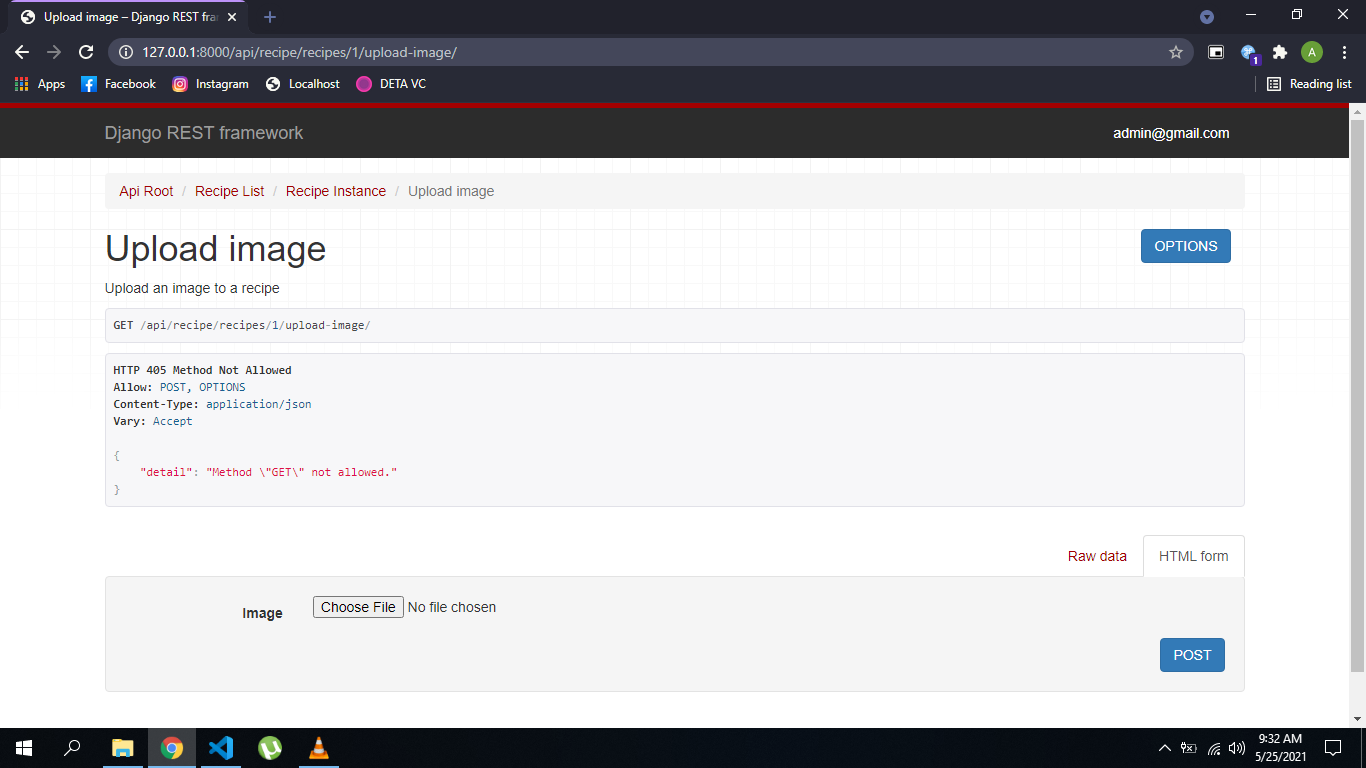 Upload image – Django REST fra
127.0.0.1:8000/api/recipe/recipes/1/upload-image/
A
1
Apps Facebook Instagram Localhost DETA VC Reading list
Django REST framework admin@gmail.com
Api Root / Recipe List / Recipe Instance / Upload image
Upload image OPTIONS
Upload an image to a recipe
GET /api/recipe/recipes/1/upload-image/
HTTP 405 Method Not Allowed
Allow: POST, OPTIONS
Content-Type: application/json
Vary: Accept
{
"detail": "Method \"GET\" not allowed."
}
Raw data HTML form
Image Choose File No file chosen
POST
9:32 AM
5/25/2021